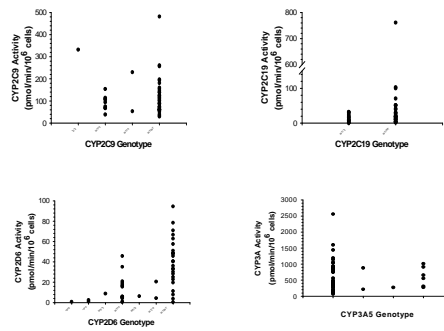 500
400
300
200
100
0
CYP2C9 Activity
(pmol/min/10⁶ cells)
CYP2C9 Genotype
800
600
100
0
CYP2C19 Activity
(pmol/min/10⁶ cells)
CYP2C19 Genotype
100
80
60
40
20
0
CYP2D6 Activity
(pmol/min/10⁶ cells)
CYP2D6 Genotype
3000
2500
2000
1500
1000
500
0
CYP3A Activity
(pmol/min/10⁶ cells)
CYP3A5 Genotype